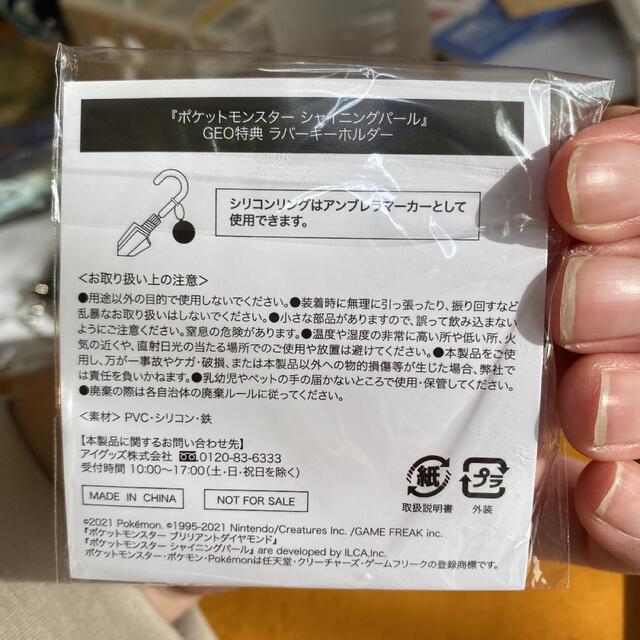 『ポケットモンスター シャイニングパール』
GEO特典 ラバーキーホルダー
シリコンリングはアンブレラマーカーとして
使用できます。
<お取り扱い上の注意>
●用途以外の目的で使用しないでください。●装着時に無理に引っ張ったり、振り回すなど
乱暴なお取り扱いはしないでください。●小さな部品がありますので、誤って飲み込まない
ようにご注意ください。窒息の危険があります。●温度や湿度の非常に高い所や低い所、火
気の近くや、直射日光の当たる場所でのご使用や放置は避けてください。●本製品をご使
用し、万が一事故やケガ・破損、または本製品以外への物的損傷等が生じた場合、弊社で
は責任を負いかねます。●乳幼児やペットの手の届かないところで使用・保管してください。
●廃棄の際は各自治体の廃棄ルールに従ってください。
<素材> PVC・シリコン・鉄
【本製品に関するお問い合わせ先】
アイグッズ株式会社 0120-83-6333
受付時間 10:00〜17:00(土・日・祝日を除く)
MADE IN CHINA
NOT FOR SALE
紙
取扱説明書
プラ
外装
©2021 Pokémon. ©1995-2021 Nintendo/Creatures Inc. /GAME FREAK inc.
『ポケットモンスター ブリリアントダイヤモンド』
『ポケットモンスター シャイニングパール』 are developed by ILCA,Inc.
ポケットモンスター・ポケモン・Pokémonは任天堂・クリーチャーズ・ゲームフリークの登録商標です。